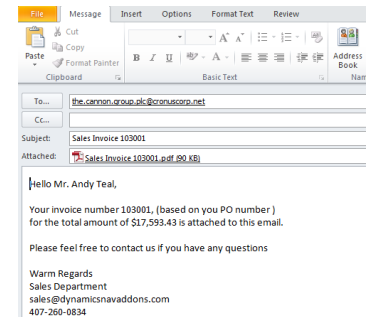 File Message Insert Options Format Text Review
Cut
Copy
Paste Format Painter
B I U A
Address Book
Clipboard Basic Text Nam
To... the.cannon.group.plc@cronuscorp.net
Cc...
Subject: Sales Invoice 103001
Attached: Sales Invoice 103001.pdf (90 KB)
Hello Mr. Andy Teal,
Your invoice number 103001, (based on you PO number )
for the total amount of $17,593.43 is attached to this email.
Please feel free to contact us if you have any questions
Warm Regards
Sales Department
sales@dynamicsnavaddons.com
407-260-0834